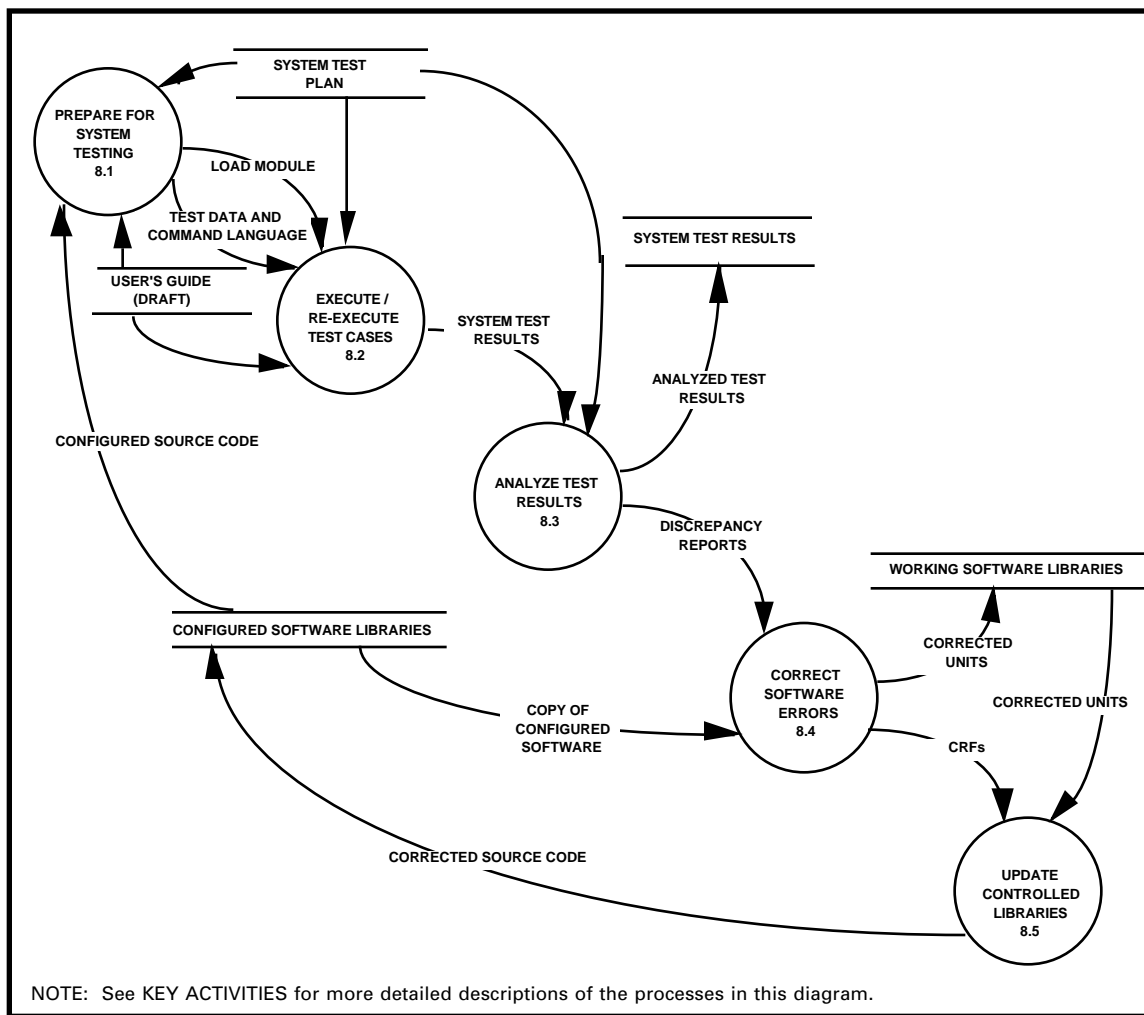 SYSTEM TEST
PLAN
PREPARE FOR
SYSTEM
TESTING
8.1
LOAD MODULE
TEST DATA AND
COMMAND LANGUAGE
USER'S GUIDE
(DRAFT)
EXECUTE /
RE-EXECUTE
TEST CASES
8.2
SYSTEM TEST RESULTS
SYSTEM TEST
RESULTS
ANALYZED TEST
RESULTS
CONFIGURED SOURCE CODE
ANALYZE TEST
RESULTS
8.3
DISCREPANCY
REPORTS
WORKING SOFTWARE LIBRARIES
CONFIGURED SOFTWARE LIBRARIES
CORRECTED
UNITS
CORRECT
SOFTWARE
ERRORS
8.4
CORRECTED UNITS
COPY OF
CONFIGURED
SOFTWARE
CRFs
CORRECTED SOURCE CODE
UPDATE
CONTROLLED
LIBRARIES
8.5
NOTE: See KEY ACTIVITIES for more detailed descriptions of the processes in this diagram.